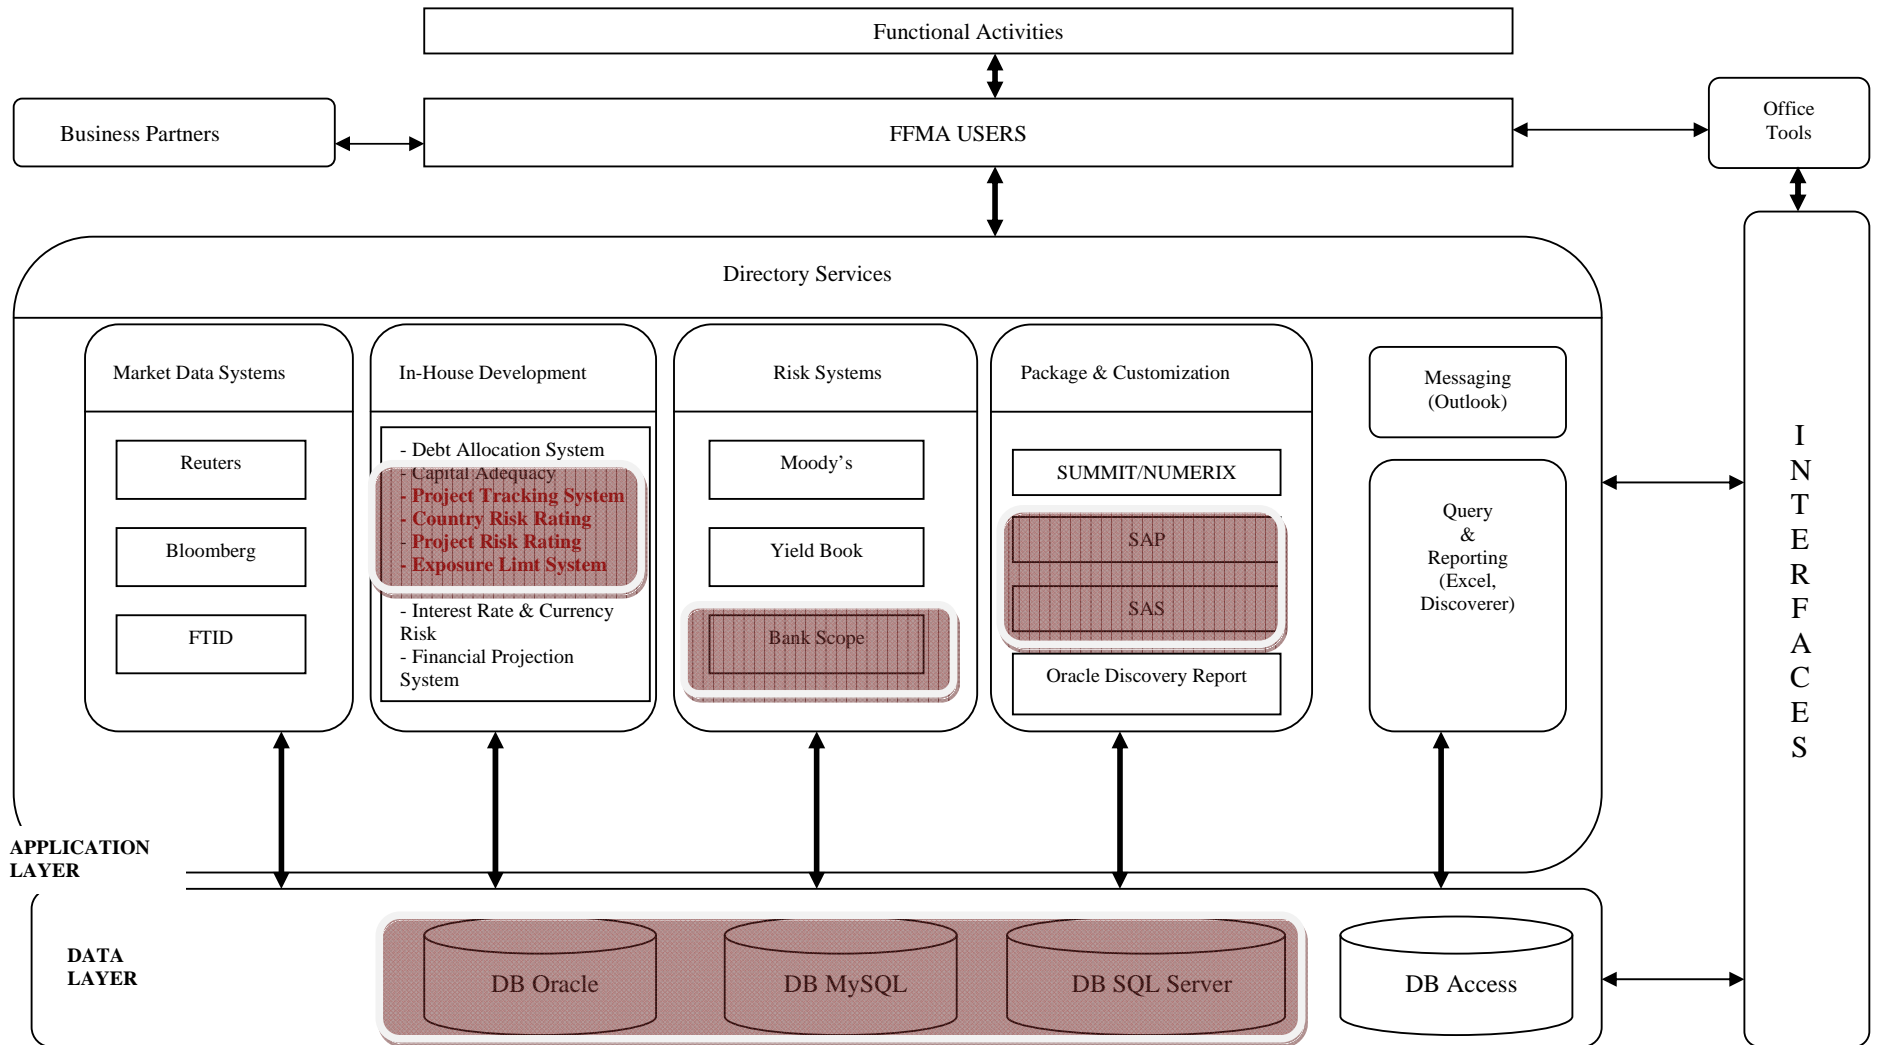 Functional Activities
Business Partners
FFMA USERS
Office
Tools
Directory Services
Market Data Systems
Reuters
Bloomberg
FTID
In-House Development
- Debt Allocation System
- Capital Adequacy
- Project Tracking System
- Country Risk Rating
- Project Risk Rating
- Exposure Limt System
- Interest Rate & Currency
Risk
- Financial Projection
System
Risk Systems
Moody’s
Yield Book
Bank Scope
Package & Customization
SUMMIT/NUMERIX
SAP
SAS
Oracle Discovery Report
Messaging
(Outlook)
Query
&
Reporting
(Excel,
Discoverer)
I
N
T
E
R
F
A
C
E
S
APPLICATION
LAYER
DATA
LAYER
DB Oracle
DB MySQL
DB SQL Server
DB Access